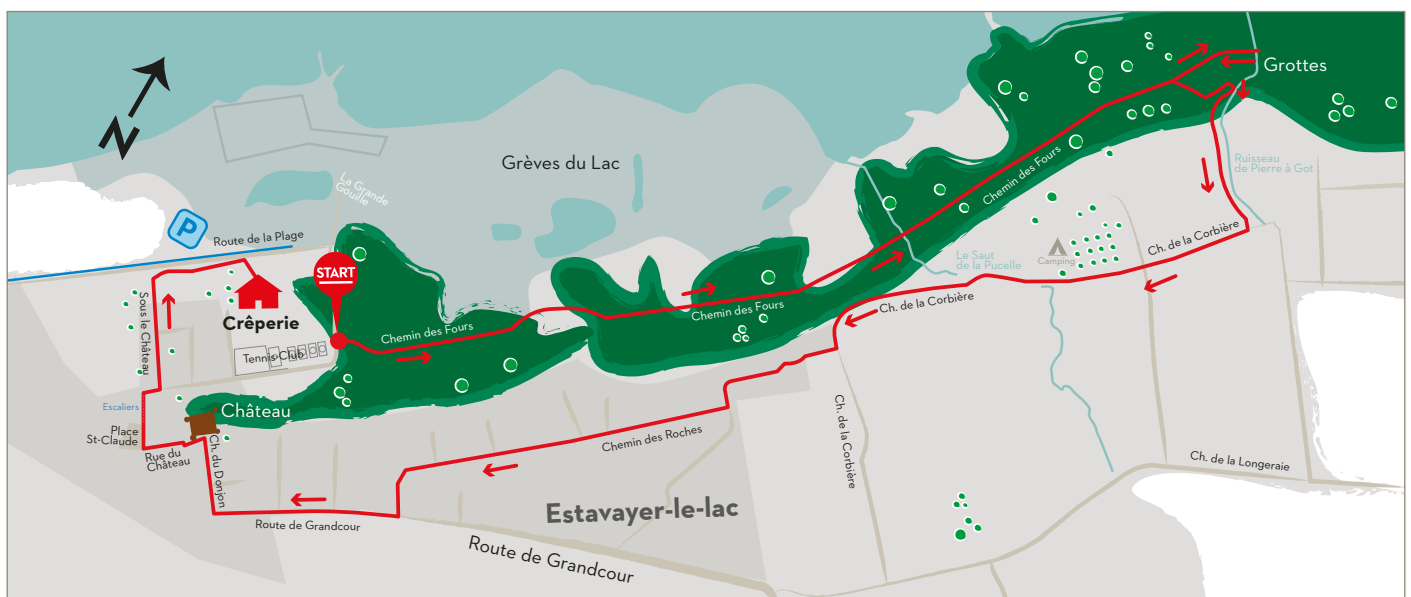 N
Grottes
Grèves du Lac
La Grande
Gouille
P
Route de la Plage
START
Ruisseau
de Pierre à Got
Chemin des Fours
Ch. de la Corbière
Le Saut
de la Pucelle
Camping
Sous le Château
Crêperie
Chemin des Fours
Chemin des Fours
Ch. de la Corbière
Tennis Club
Escaliers
Château
Place
St-Claude
Rue du
Château
Ch. du Donjon
Chemin des Roches
Ch. de la Corbière
Ch. de la Longeraie
Estavayer-le-lac
Route de Grandcour
Route de Grandcour